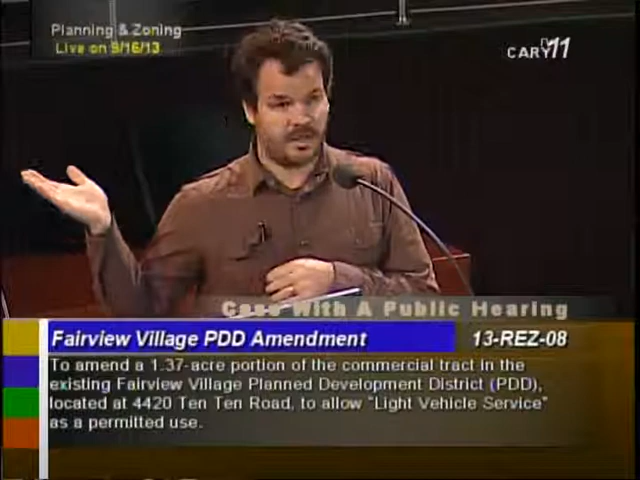 Planning & Zoning
Live on 9/16/13
CARY 11
Case With A Public Hearing
Fairview Village PDD Amendment
13-REZ-08
To amend a 1.37-acre portion of the commercial tract in the
existing Fairview Village Planned Development District (PDD),
located at 4420 Ten Ten Road, to allow "Light Vehicle Service"
as a permitted use.